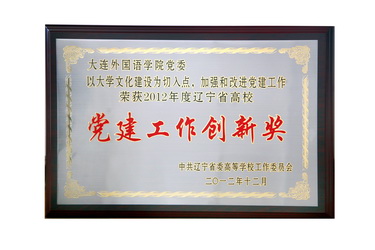 大连外国语学院党委
以大学文化建设为切入点，加强和改进党建工作
荣获2012年度辽宁省高校
党建工作创新奖
中共辽宁省委高等学校工作委员会
二〇一二年十二月